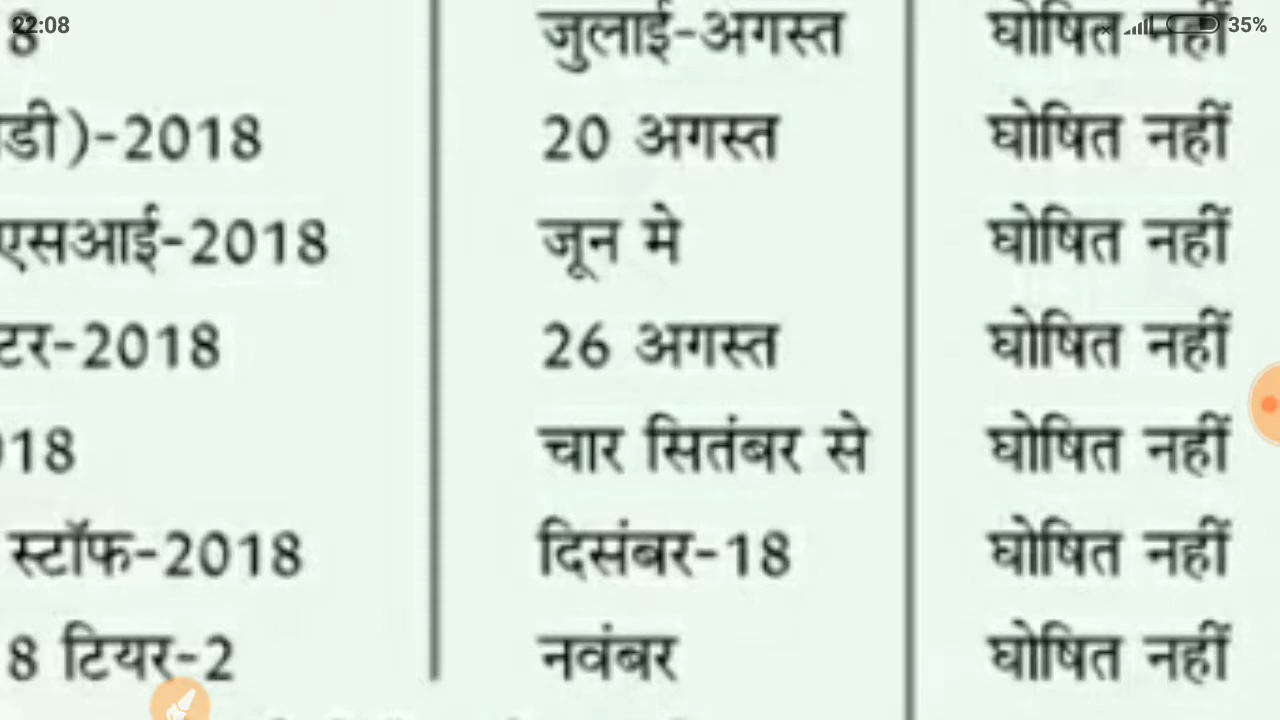 22:08 35%
8 जुलाई-अगस्त घोषित नहीं
डी)-2018 20 अगस्त घोषित नहीं
एसआई-2018 जून मे घोषित नहीं
टर-2018 26 अगस्त घोषित नहीं
18 चार सितंबर से घोषित नहीं
स्टॉफ-2018 दिसंबर-18 घोषित नहीं
8 टियर-2 नवंबर घोषित नहीं